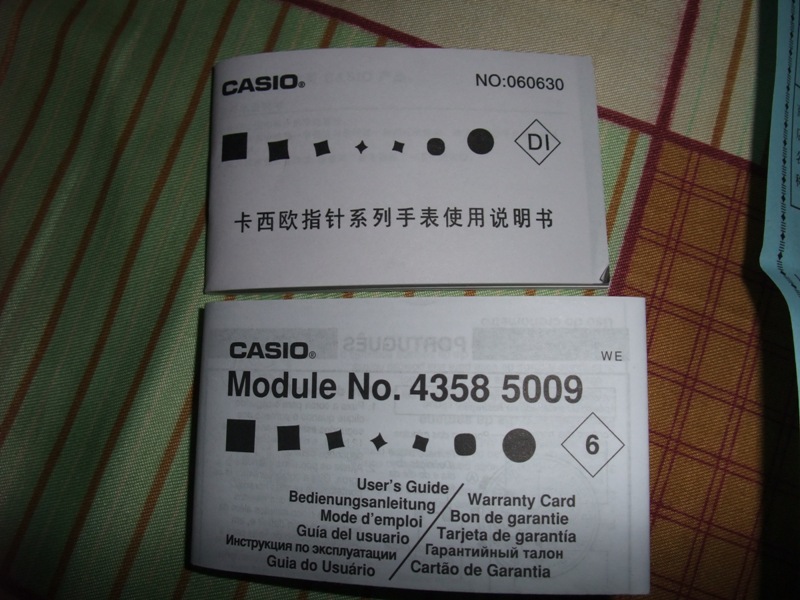 CASIO®
NO:060630
DI
卡西欧指针系列手表使用说明书
CASIO®
WE
Module No. 4358 5009
6
User's Guide
Bedienungsanleitung
Mode d'emploi
Guía del usuario
Инструкция по эксплуатации
Guia do Usuário
Warranty Card
Bon de garantie
Tarjeta de garantía
Гарантийный талон
Cartão de Garantia
PORTUGUÊS